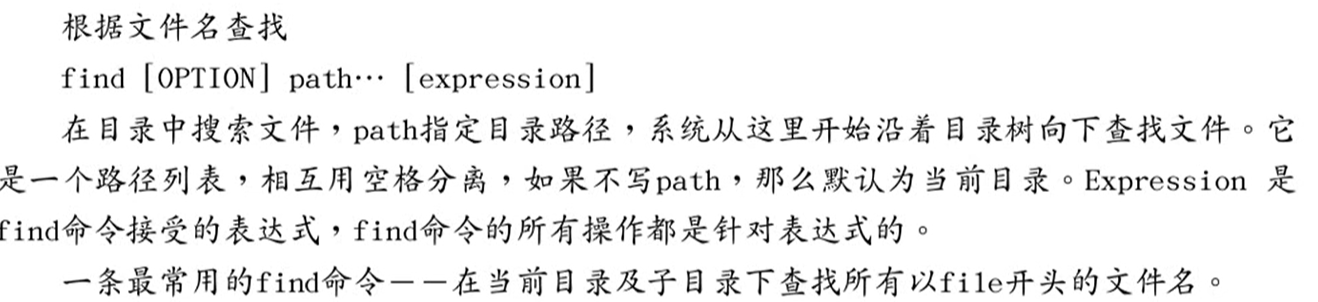 根据文件名查找
find [OPTION] path… [expression]
在目录中搜索文件，path指定目录路径，系统从这里开始沿着目录树向下查找文件。它
是一个路径列表，相互用空格分离，如果不写path，那么默认为当前目录。Expression 是
find命令接受的表达式，find命令的所有操作都是针对表达式的。
一条最常用的find命令——在当前目录及子目录下查找所有以file开头的文件名。